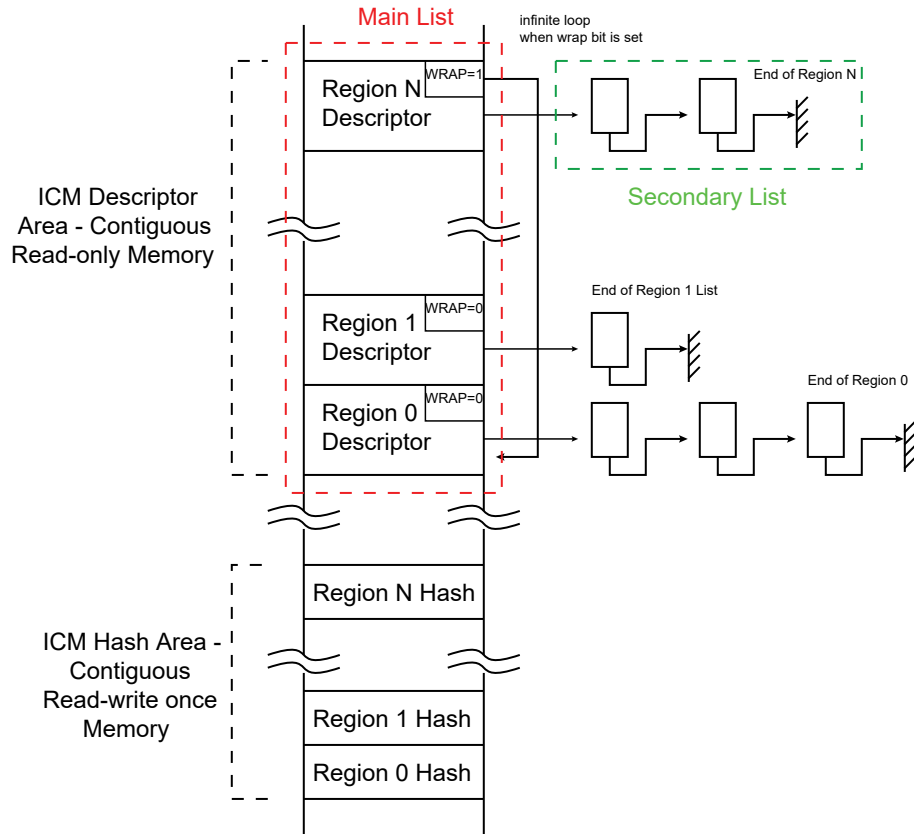 Main List
infinite loop
when wrap bit is set
WRAP=1
Region N
Descriptor
End of Region N
Secondary List
ICM Descriptor
Area - Contiguous
Read-only Memory
End of Region 1 List
WRAP=0
Region 1
Descriptor
End of Region 0
WRAP=0
Region 0
Descriptor
Region N Hash
ICM Hash Area -
Contiguous
Read-write once
Memory
Region 1 Hash
Region 0 Hash